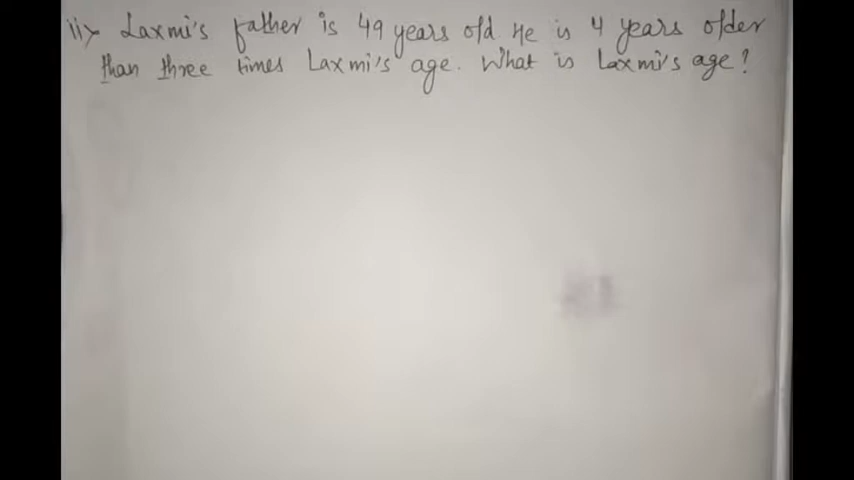 ii> Laxmi's father is 49 years old He is 4 years older
than three times Laxmi's age. What is Laxmi's age?